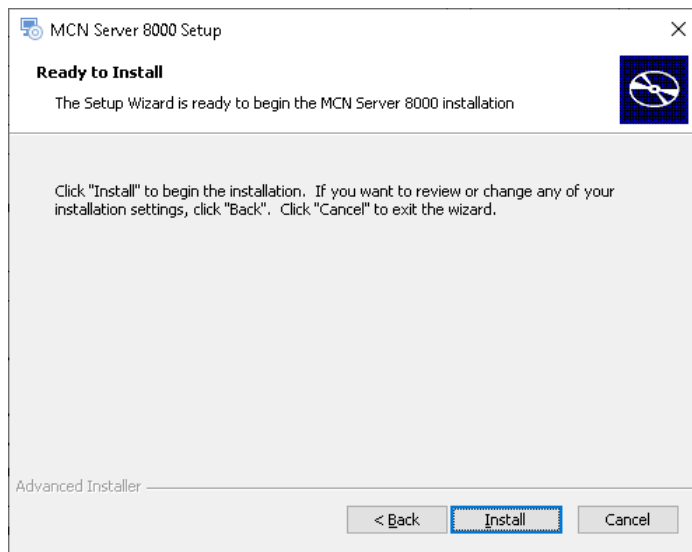 MCN Server 8000 Setup
Ready to Install
The Setup Wizard is ready to begin the MCN Server 8000 installation
Click "Install" to begin the installation.  If you want to review or change any of your
installation settings, click "Back".  Click "Cancel" to exit the wizard.
Advanced Installer
< Back
Install
Cancel